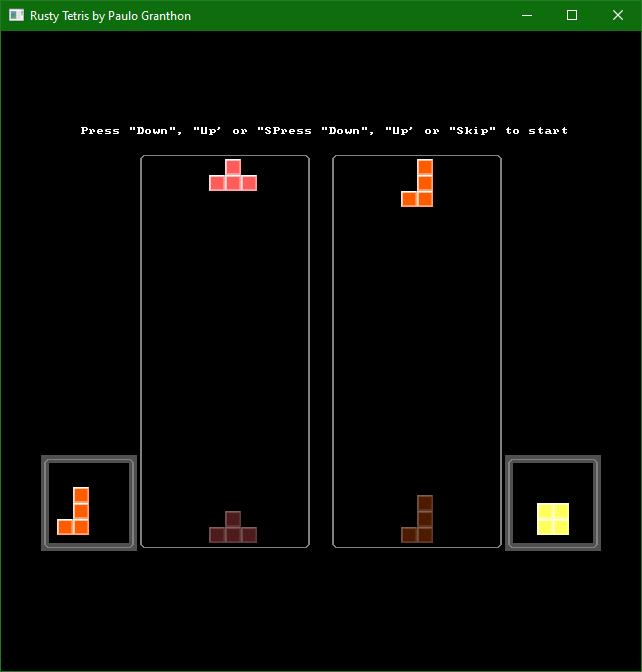 Rusty Tetris by Paulo Granthon
Press "Down", "Up' or "SPress "Down", "Up' or "Skip" to start